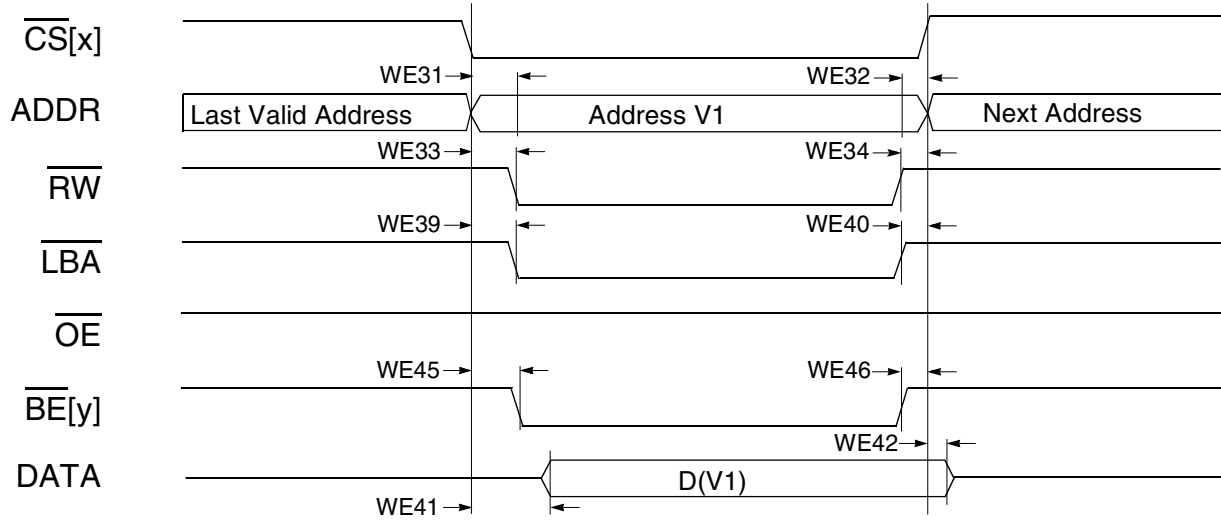 CS[x]
WE31
WE32
ADDR
Last Valid Address
Address V1
Next Address
WE33
WE34
RW
WE39
WE40
LBA
OE
WE45
WE46
BE[y]
WE42
DATA
D(V1)
WE41